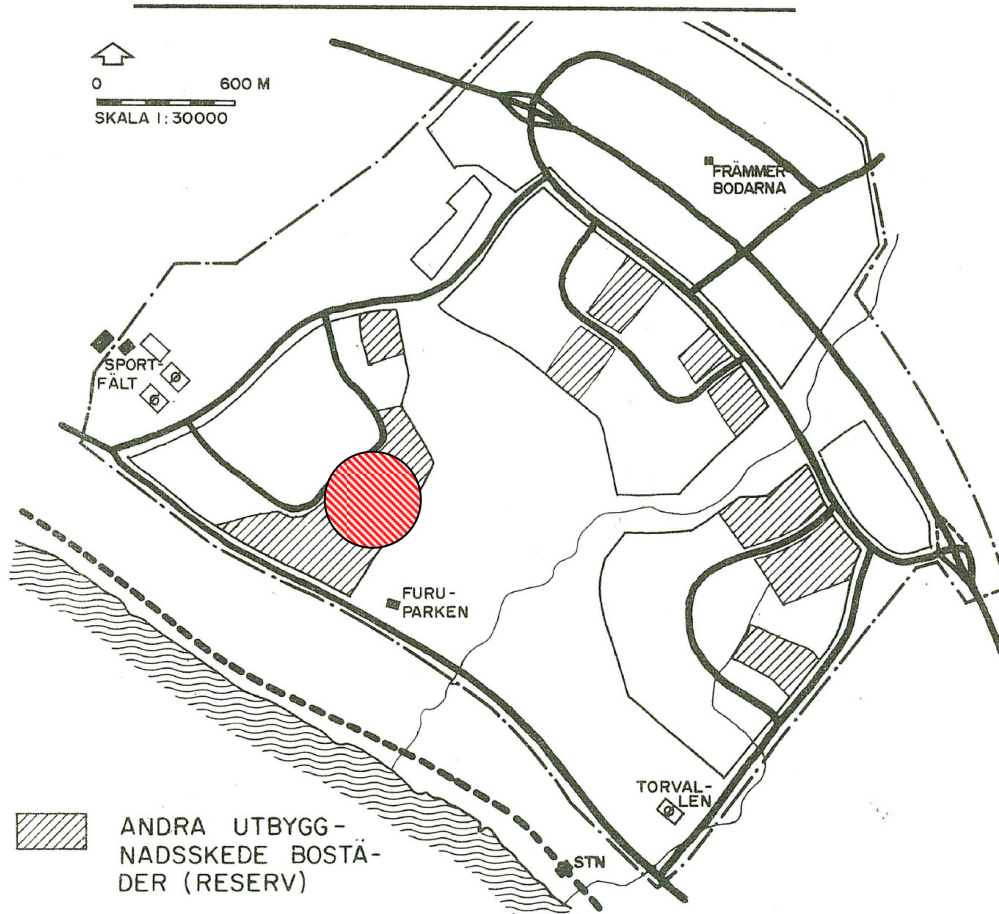 0 600 M
SKALA 1:30000
FRÄMMER-
BODARNA
SPORT-
FÄLT
FURU-
PARKEN
TORVAL-
LEN
STN
ANDRA UTBYGG-
NADSSKEDE BOSTÄ-
DER (RESERV)